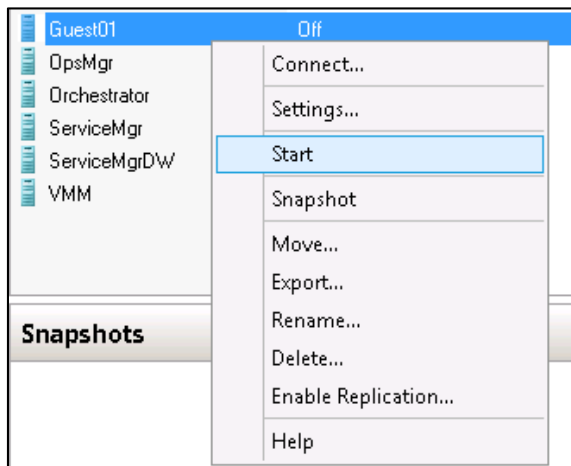 Guest01 Off
OpsMgr
Orchestrator
ServiceMgr
ServiceMgrDW
VMM
Connect...
Settings...
Start
Snapshot
Move...
Export...
Rename...
Delete...
Enable Replication...
Help
Snapshots